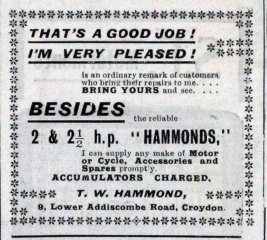 THAT'S A GOOD JOB!
I'M VERY PLEASED!
is an ordinary remark of customers
who bring their repairs to me. . . .
BRING YOURS and see. . . .
BESIDES the reliable
2 & 2½ h.p. "HAMMONDS,"
I can supply any make of Motor
or Cycle, Accessories and
Spares promptly.
ACCUMULATORS CHARGED.
T. W. HAMMOND,
9, Lower Addiscombe Road, Croydon.